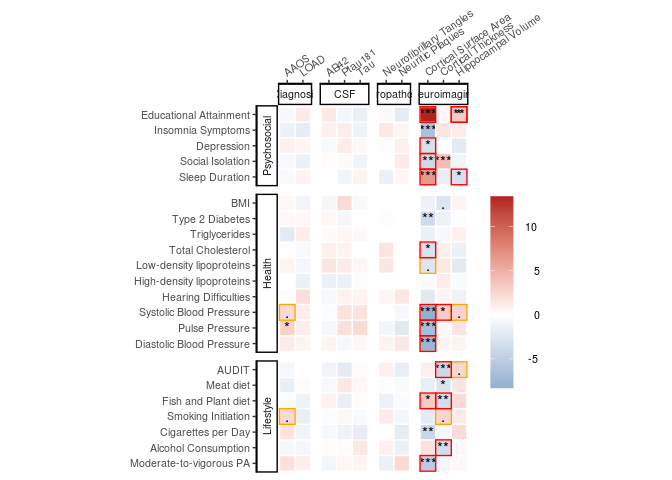 AAOS
LOAD
AB42
Ptau181
Tau
Neurofibrillary Tangles
Neuritic Plaques
Cortical Surface Area
Cortical Thickness
Hippocampal Volume
iagnosi
CSF
ropatho
euroimagin
Psychosocial
Educational Attainment *** **
Insomnia Symptoms ***
Depression *
Social Isolation ** ***
Sleep Duration *** *
Health
BMI .
Type 2 Diabetes **
Triglycerides
Total Cholesterol *
Low-density lipoproteins .
High-density lipoproteins
Hearing Difficulties
Systolic Blood Pressure . *** * .
Pulse Pressure * ***
Diastolic Blood Pressure ***
Lifestyle
AUDIT *** .
Meat diet *
Fish and Plant diet * **
Smoking Initiation . .
Cigarettes per Day **
Alcohol Consumption **
Moderate-to-vigorous PA ***
10
5
0
-5